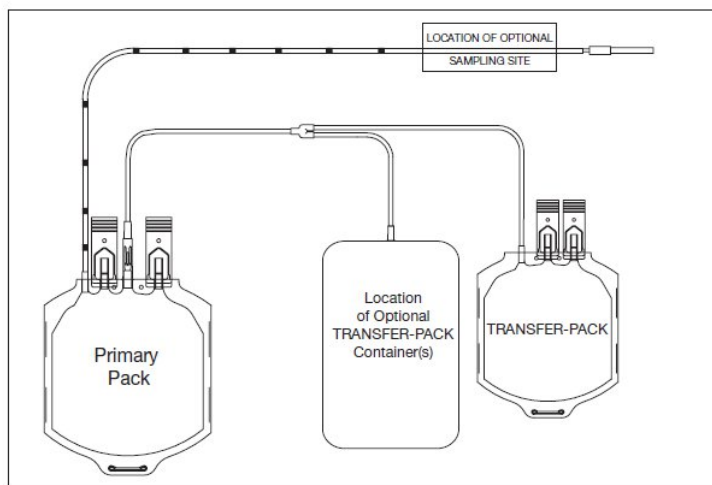 LOCATION OF OPTIONAL
SAMPLING SITE
Primary
Pack
Location
of Optional
TRANSFER-PACK
Container(s)
TRANSFER-PACK